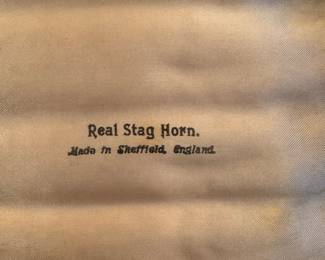 Real Stag Horn.
Made in Sheffield, England.